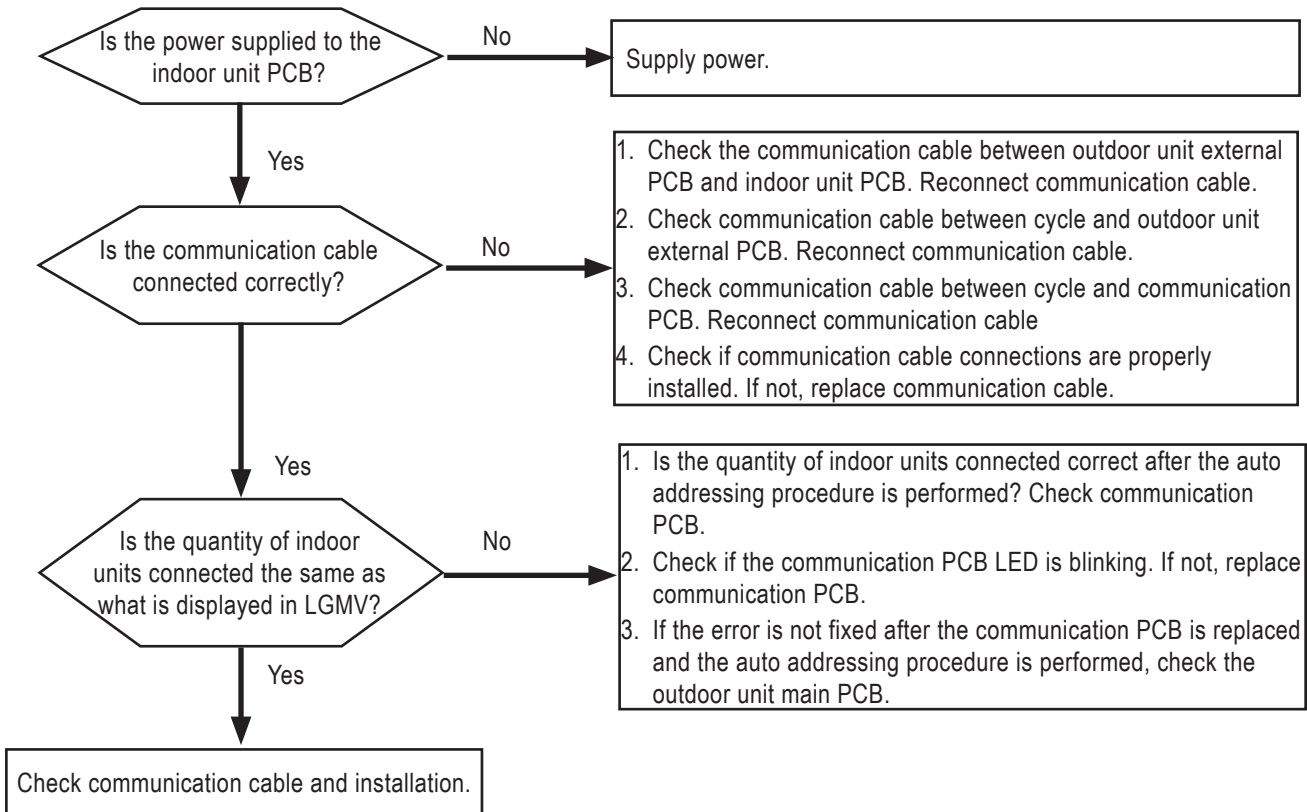 Is the power supplied to the
indoor unit PCB?
No
Supply power.
Yes
Is the communication cable
connected correctly?
No
1. Check the communication cable between outdoor unit external
PCB and indoor unit PCB. Reconnect communication cable.
2. Check communication cable between cycle and outdoor unit
external PCB. Reconnect communication cable.
3. Check communication cable between cycle and communication
PCB. Reconnect communication cable
4. Check if communication cable connections are properly
installed. If not, replace communication cable.
Yes
Is the quantity of indoor
units connected the same as
what is displayed in LGMV?
No
1. Is the quantity of indoor units connected correct after the auto
addressing procedure is performed? Check communication
PCB.
2. Check if the communication PCB LED is blinking. If not, replace
communication PCB.
3. If the error is not fixed after the communication PCB is replaced
and the auto addressing procedure is performed, check the
outdoor unit main PCB.
Yes
Check communication cable and installation.